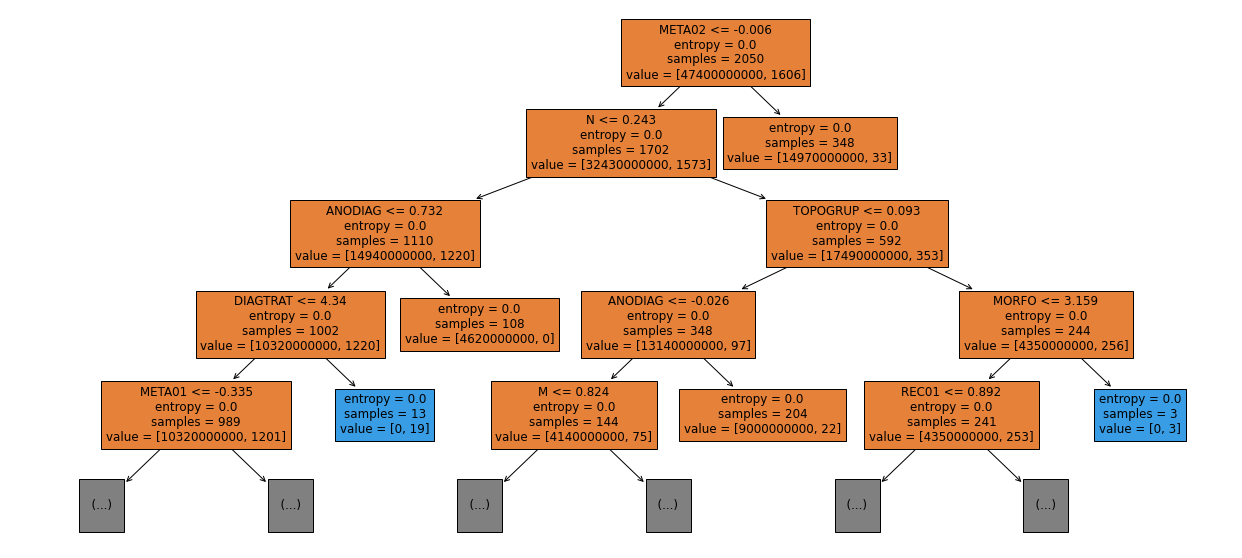 META02 <= -0.006
entropy = 0.0
samples = 2050
value = [47400000000, 1606]
N <= 0.243
entropy = 0.0
samples = 1702
value = [32430000000, 1573]
entropy = 0.0
samples = 348
value = [14970000000, 33]
ANODIAG <= 0.732
entropy = 0.0
samples = 1110
value = [14940000000, 1220]
TOPOGRUP <= 0.093
entropy = 0.0
samples = 592
value = [17490000000, 353]
DIAGTRAT <= 4.34
entropy = 0.0
samples = 1002
value = [10320000000, 1220]
entropy = 0.0
samples = 108
value = [4620000000, 0]
ANODIAG <= -0.026
entropy = 0.0
samples = 348
value = [13140000000, 97]
MORFO <= 3.159
entropy = 0.0
samples = 244
value = [4350000000, 256]
META01 <= -0.335
entropy = 0.0
samples = 989
value = [10320000000, 1201]
entropy = 0.0
samples = 13
value = [0, 19]
M <= 0.824
entropy = 0.0
samples = 144
value = [4140000000, 75]
entropy = 0.0
samples = 204
value = [9000000000, 22]
REC01 <= 0.892
entropy = 0.0
samples = 241
value = [4350000000, 253]
entropy = 0.0
samples = 3
value = [0, 3]
(...)
(...)
(...)
(...)
(...)
(...)